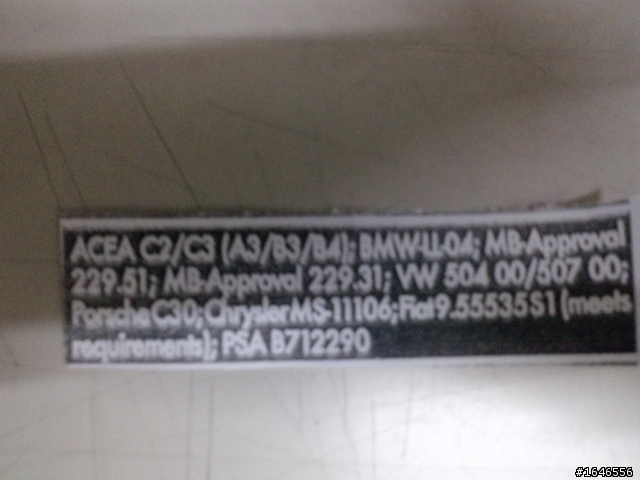 ACEA C2/C3 (A3/B3/B4); BMW-LL-04; MB-Approval
229.51; MB-Approval 229.31; VW 504 00/507 00;
Porsche C30; Chrysler MS-11106; Fiat 9.55535 S1 (meets
requirements); PSA B712290
#1646556